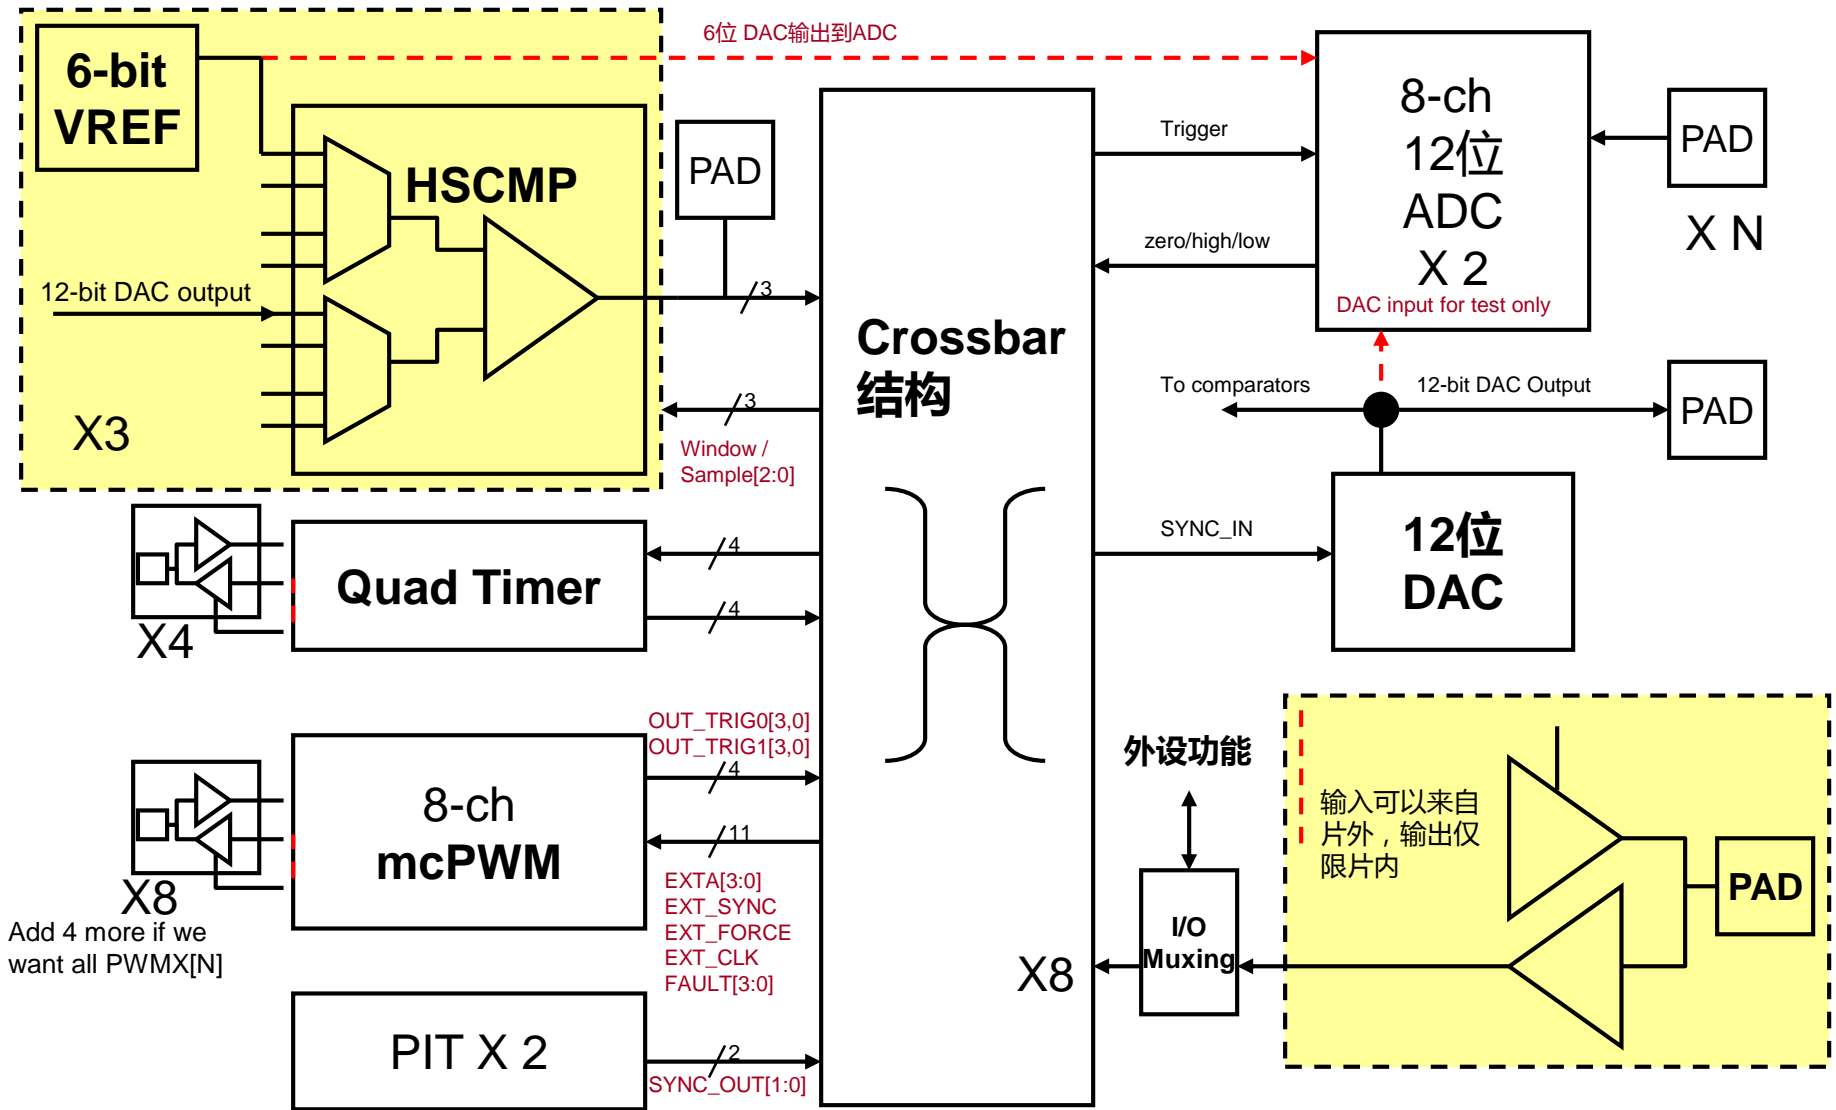 6位 DAC输出到ADC
6-bit
VREF
HSCMP
12-bit DAC output
X3
PAD
3
3
Window /
Sample[2:0]
Crossbar
结构
Trigger
zero/high/low
8-ch
12位
ADC
X 2
DAC input for test only
PAD
X N
To comparators
12-bit DAC Output
PAD
SYNC_IN
12位
DAC
X4
Quad Timer
4
4
OUT_TRIG0[3,0]
OUT_TRIG1[3,0]
4
8-ch
mcPWM
11
EXTA[3:0]
EXT_SYNC
EXT_FORCE
EXT_CLK
FAULT[3:0]
X8
Add 4 more if we
want all PWMX[N]
PIT X 2
2
SYNC_OUT[1:0]
外设功能
I/O
Muxing
X8
输入可以来自
片外，输出仅
限片内
PAD